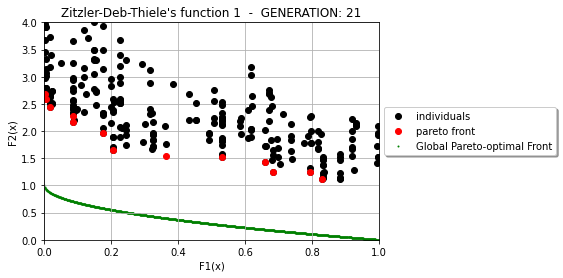 Zitzler-Deb-Thiele's function 1 - GENERATION: 21
4.0
3.5
3.0
2.5
2.0
1.5
1.0
0.5
0.0
F2(x)
0.0 0.2 0.4 0.6 0.8 1.0
F1(x)
individuals
pareto front
Global Pareto-optimal Front